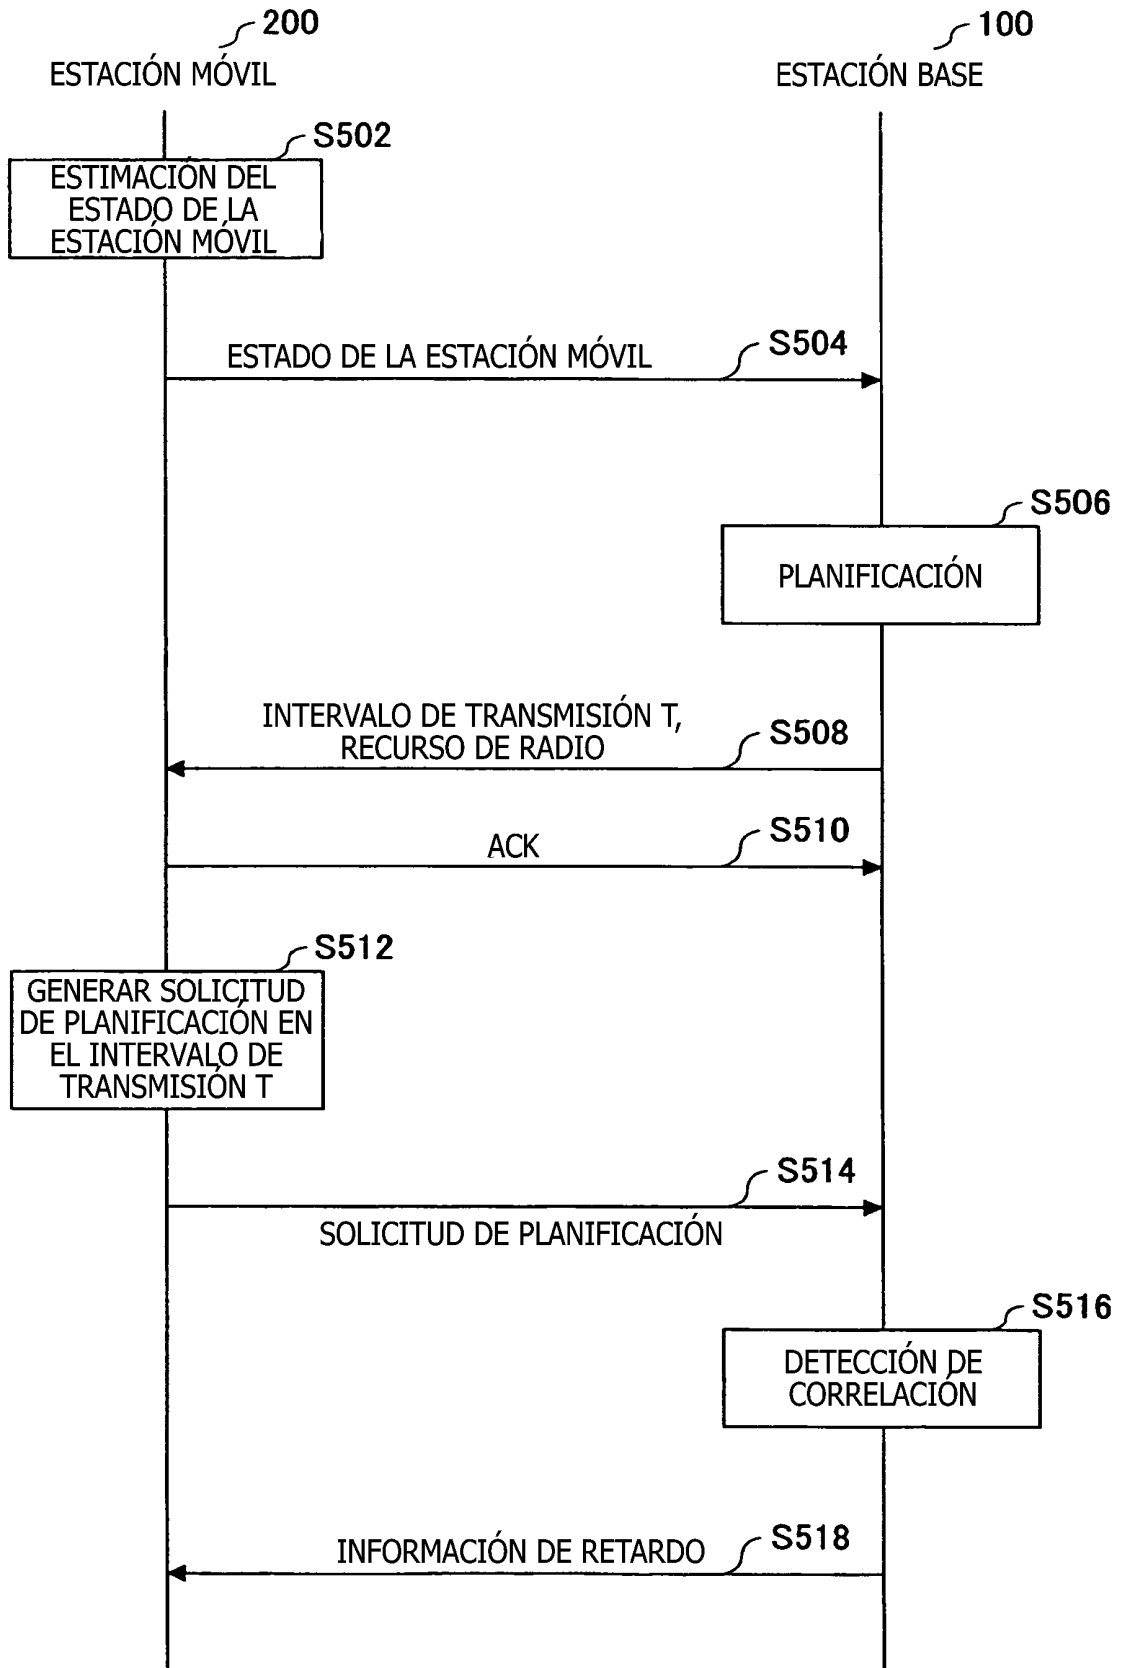 200
100
ESTACIÓN MÓVIL
ESTACIÓN BASE
S502
ESTIMACIÓN DEL
ESTADO DE LA
ESTACIÓN MÓVIL
ESTADO DE LA ESTACIÓN MÓVIL
S504
S506
PLANIFICACIÓN
INTERVALO DE TRANSMISIÓN T,
RECURSO DE RADIO
S508
ACK
S510
S512
GENERAR SOLICITUD
DE PLANIFICACIÓN EN
EL INTERVALO DE
TRANSMISIÓN T
S514
SOLICITUD DE PLANIFICACIÓN
S516
DETECCIÓN DE
CORRELACIÓN
INFORMACIÓN DE RETARDO
S518